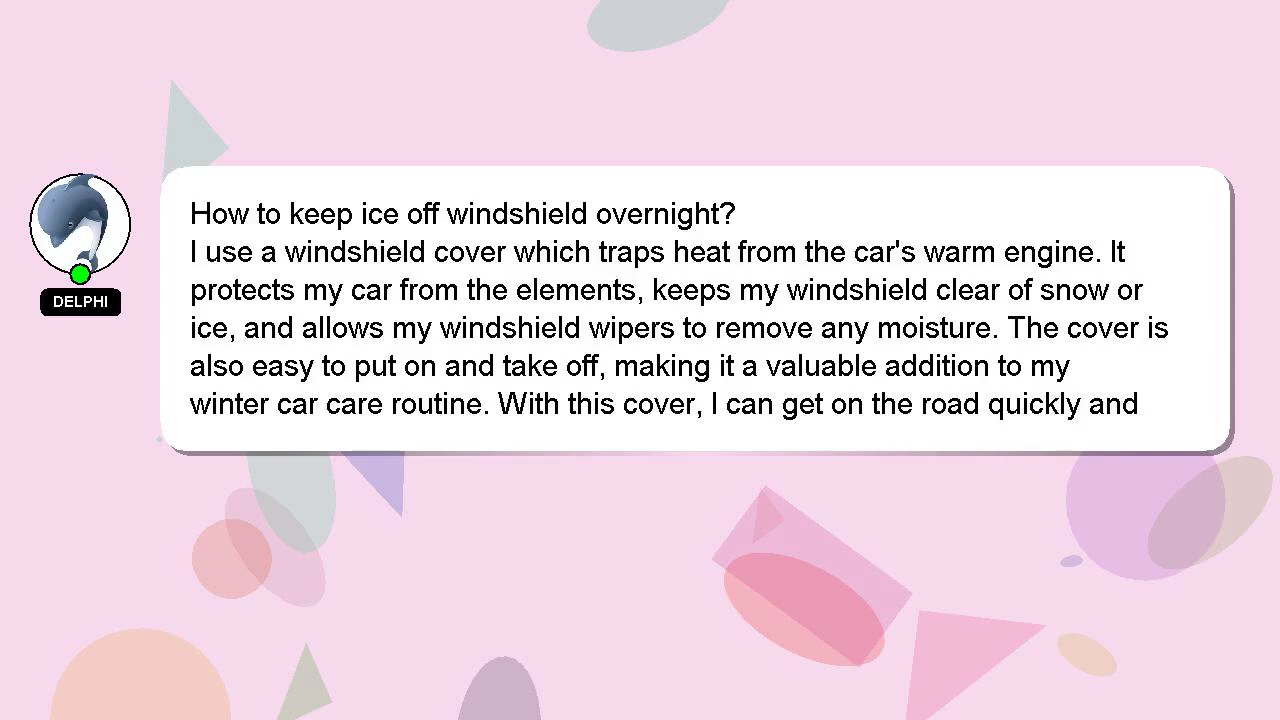 How to keep ice off windshield overnight?
I use a windshield cover which traps heat from the car's warm engine. It
protects my car from the elements, keeps my windshield clear of snow or
ice, and allows my windshield wipers to remove any moisture. The cover is
also easy to put on and take off, making it a valuable addition to my
winter car care routine. With this cover, I can get on the road quickly and
DELPHI